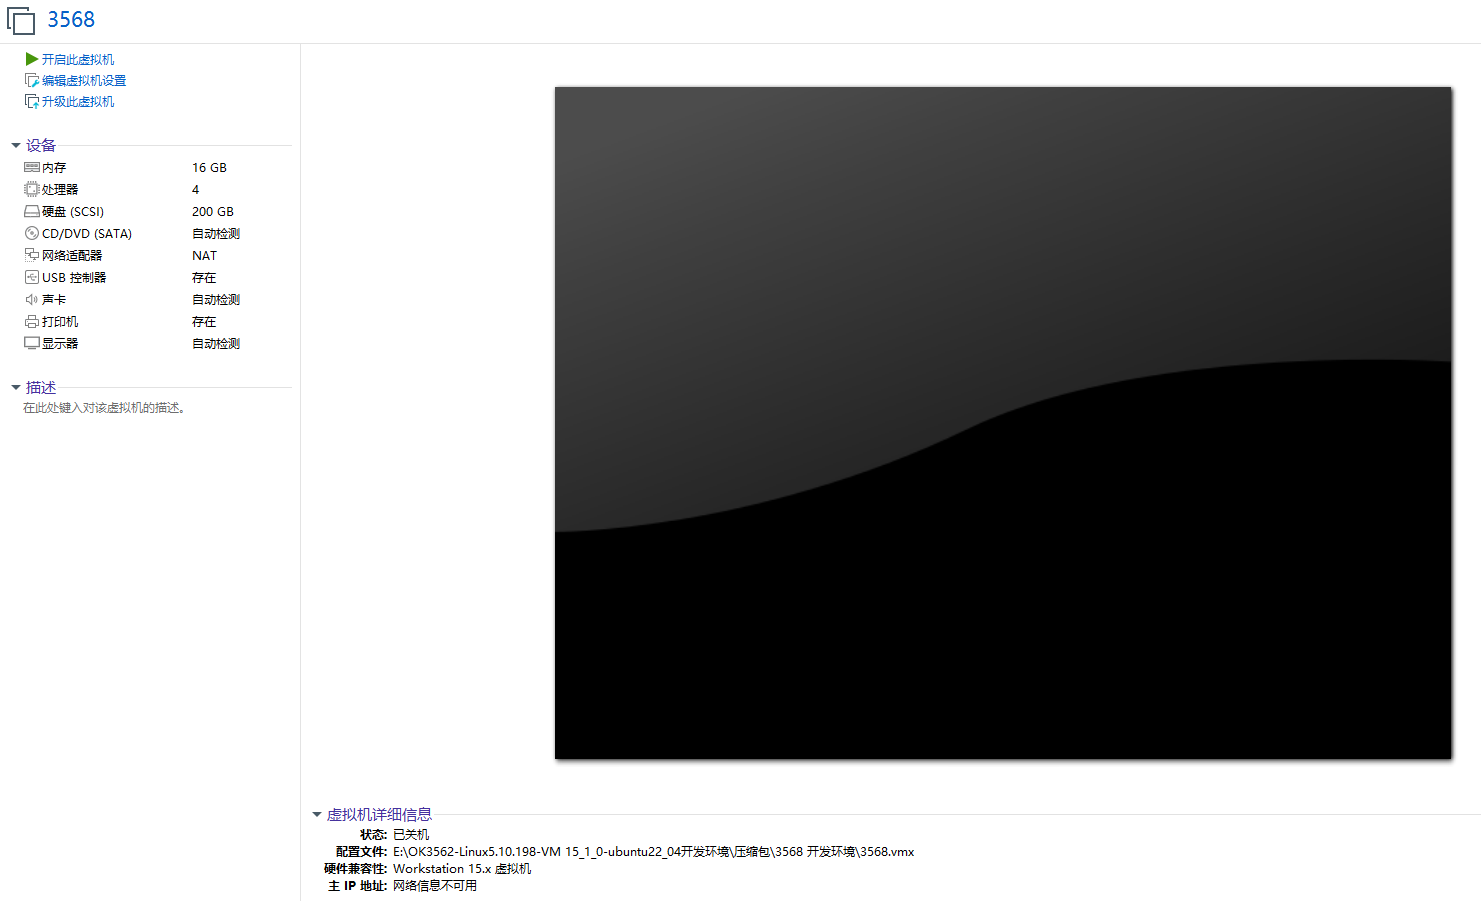 3568
开启此虚拟机
编辑虚拟机设置
升级此虚拟机
设备
内存 16 GB
处理器 4
硬盘 (SCSI) 200 GB
CD/DVD (SATA) 自动检测
网络适配器 NAT
USB 控制器 存在
声卡 自动检测
打印机 存在
显示器 自动检测
描述
在此处键入对该虚拟机的描述。
虚拟机详细信息
状态: 已关机
配置文件: E:\OK3562-Linux5.10.198-VM 15_1_0-ubuntu22_04开发环境\压缩包\3568 开发环境\3568.vmx
硬件兼容性: Workstation 15.x 虚拟机
主 IP 地址: 网络信息不可用